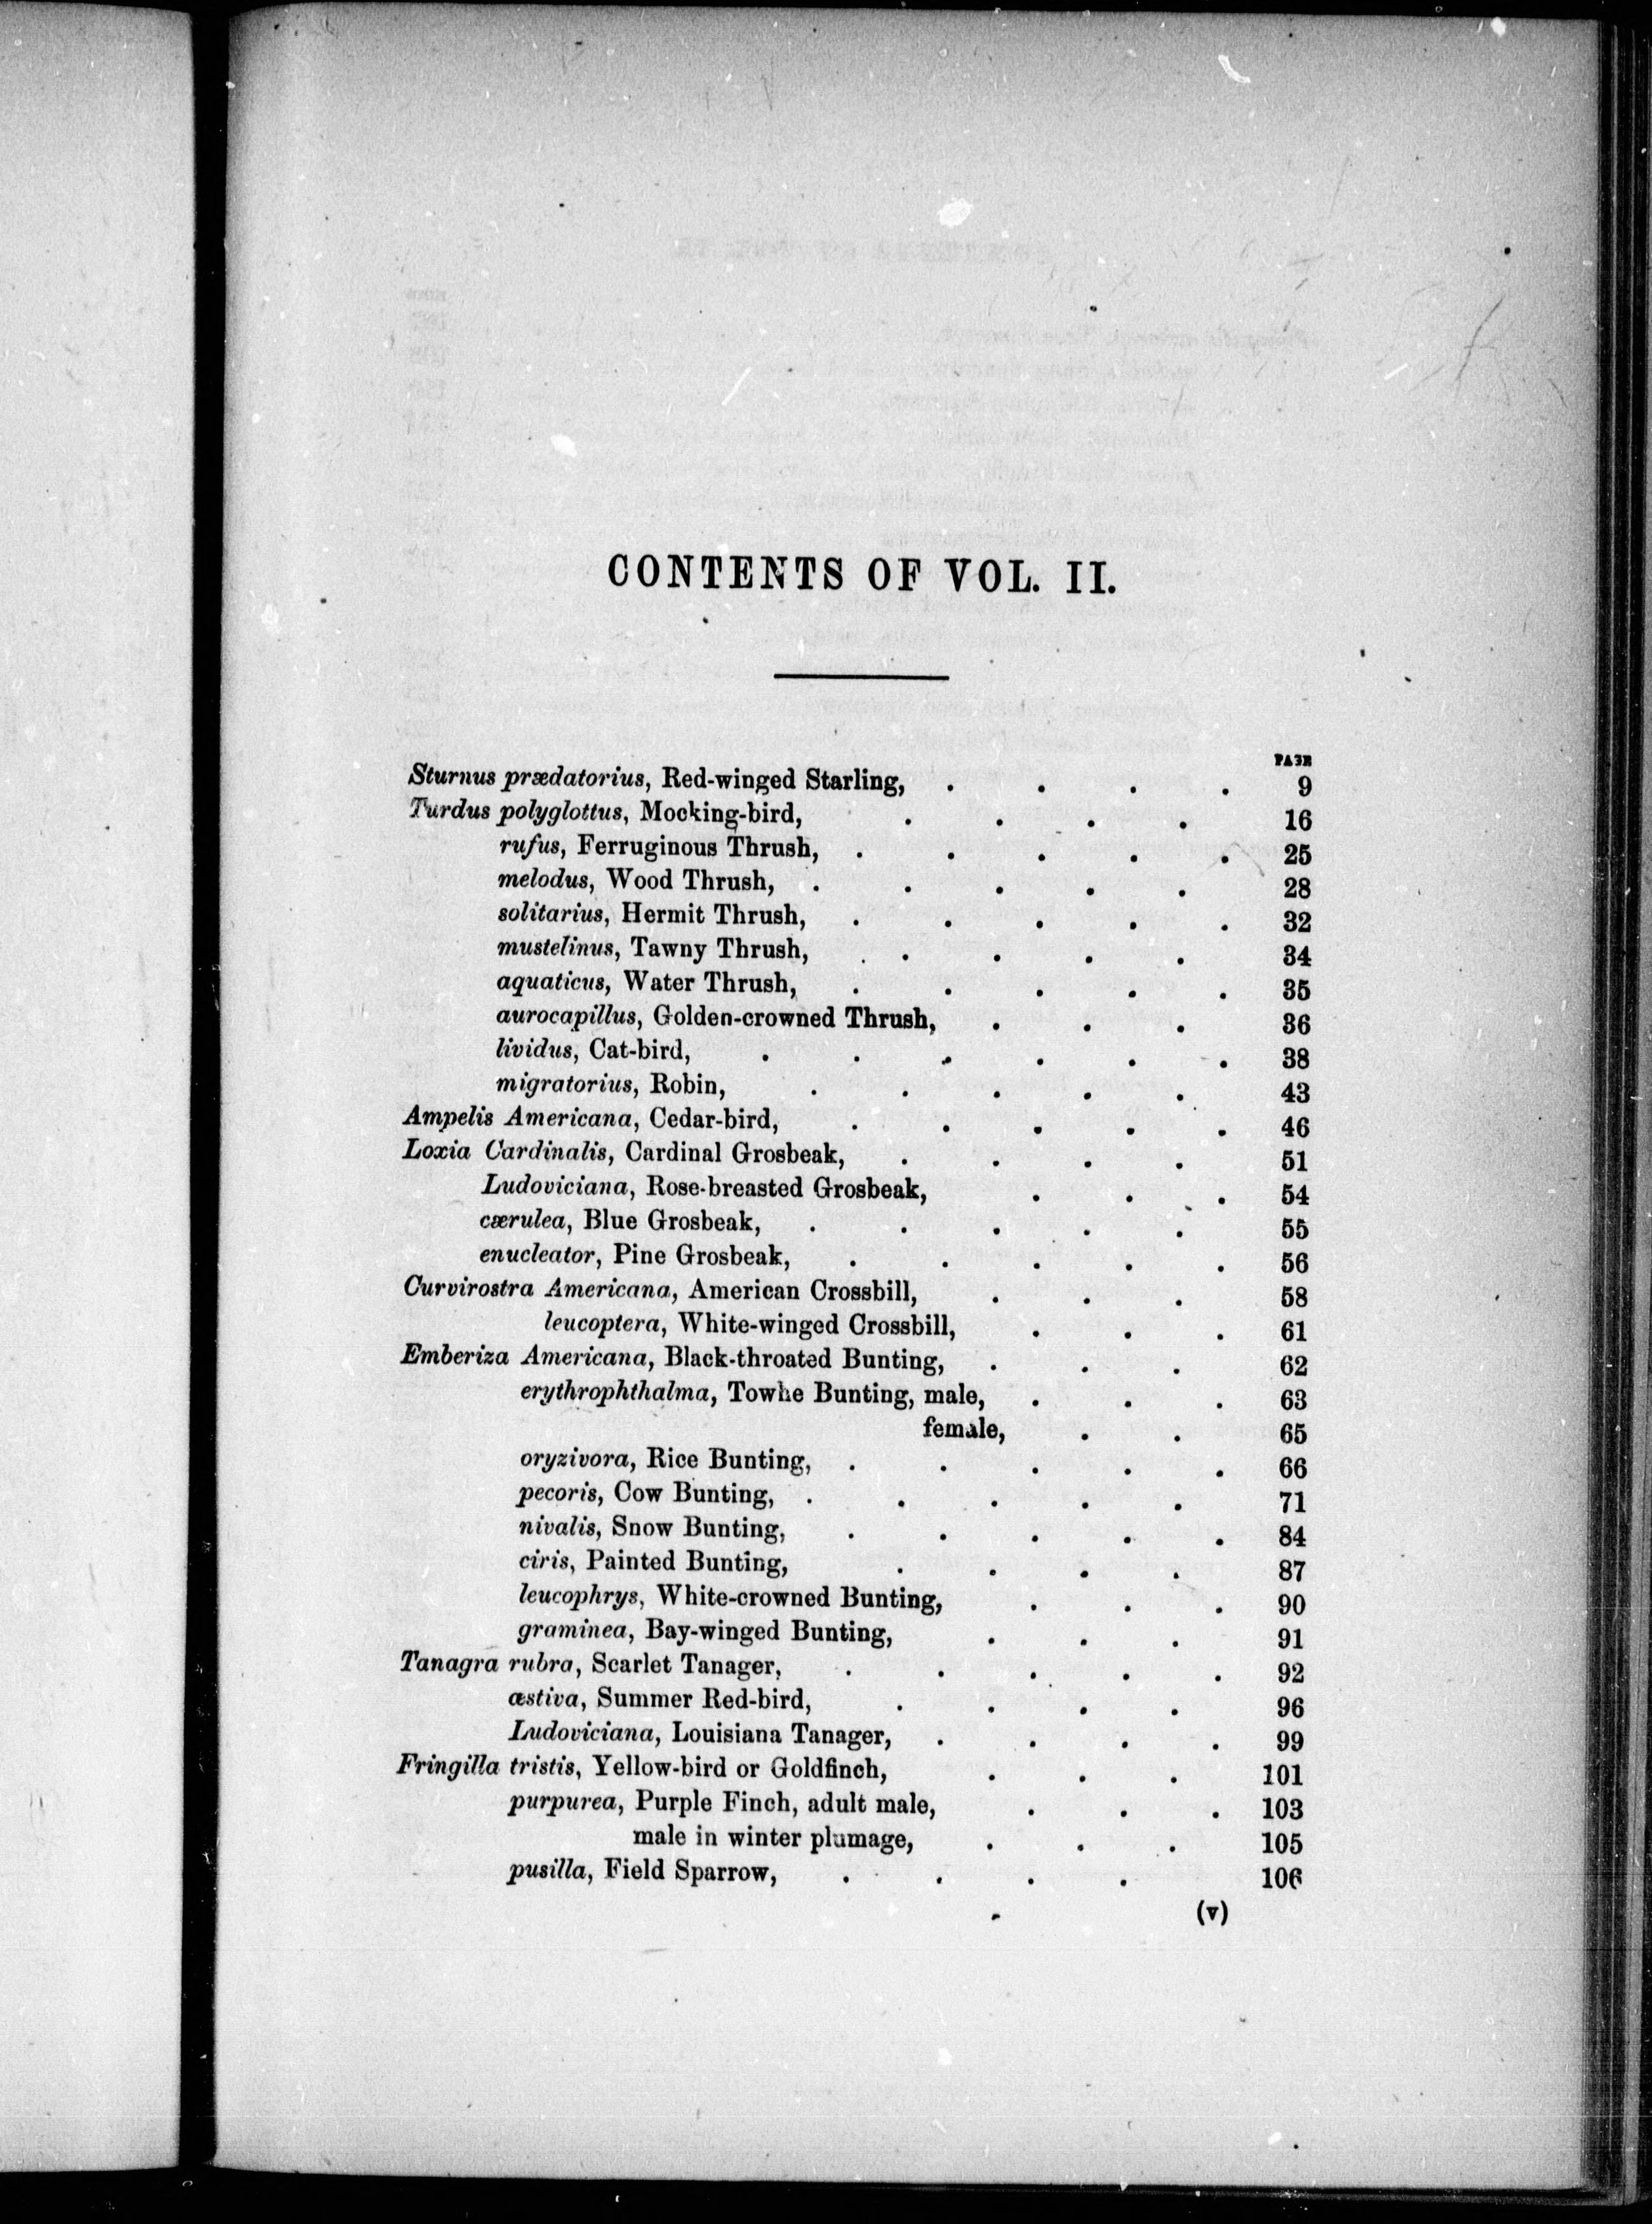 CONTENTS OF VOL. II.
PAGE
Sturnus prædatorius, Red-winged Starling, . . . . 9
Turdus polyglottus, Mocking-bird, . . . . 16
rufus, Ferruginous Thrush, . . . . . 25
melodus, Wood Thrush, . . . . . 28
solitarius, Hermit Thrush, . . . . . 32
mustelinus, Tawny Thrush, . . . . 34
aquaticus, Water Thrush, . . . . . 35
aurocapillus, Golden-crowned Thrush, . . . 36
lividus, Cat-bird, . . . . . . 38
migratorius, Robin, . . . . . 43
Ampelis Americana, Cedar-bird, . . . . . 46
Loxia Cardinalis, Cardinal Grosbeak, . . . . 51
Ludoviciana, Rose-breasted Grosbeak, . . . 54
cærulea, Blue Grosbeak, . . . . . 55
enucleator, Pine Grosbeak, . . . . . 56
Curvirostra Americana, American Crossbill, . . . 58
leucoptera, White-winged Crossbill, . . . 61
Emberiza Americana, Black-throated Bunting, . . . 62
erythrophthalma, Towhe Bunting, male, . . . 63
female, . . 65
oryzivora, Rice Bunting, . . . . . 66
pecoris, Cow Bunting, . . . . . 71
nivalis, Snow Bunting, . . . . . 84
ciris, Painted Bunting, . . . . 87
leucophrys, White-crowned Bunting, . . . 90
graminea, Bay-winged Bunting, . . . 91
Tanagra rubra, Scarlet Tanager, . . . . . 92
æstiva, Summer Red-bird, . . . . 96
Ludoviciana, Louisiana Tanager, . . . . 99
Fringilla tristis, Yellow-bird or Goldfinch, . . . 101
purpurea, Purple Finch, adult male, . . . 103
male in winter plumage, . . . 105
pusilla, Field Sparrow, . . . . 106
(v)